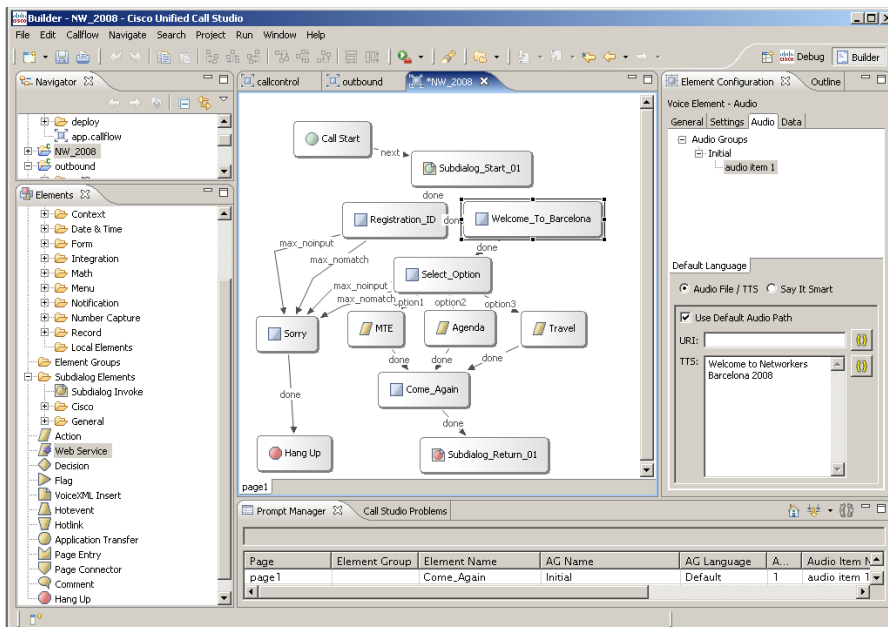 Builder - NW_2008 - Cisco Unified Call Studio
File Edit Callflow Navigate Search Project Run Window Help
Debug Builder
Navigator
deploy
app.callflow
NW_2008
outbound
Elements
Context
Date & Time
Form
Integration
Math
Menu
Notification
Number Capture
Record
Local Elements
Element Groups
Subdialog Elements
Subdialog Invoke
Cisco
General
Action
Web Service
Decision
Flag
VoiceXML Insert
Hotevent
Hotlink
Application Transfer
Page Entry
Page Connector
Comment
Hang Up
callcontrol outbound *NW_2008
Call Start
next
Subdialog_Start_01
done
Registration_ID
done
Welcome_To_Barcelona
max_noinput
max_nomatch
done
Select_Option
max_noinput
max_nomatch
option1 option2 option3
Sorry
MTE
Agenda
Travel
done done done
Come_Again
done
done
Hang Up
Subdialog_Return_01
page1
Element Configuration Outline
Voice Element - Audio
General Settings Audio Data
Audio Groups
Initial
audio item 1
Default Language
Audio File / TTS Say It Smart
Use Default Audio Path
URI:
TTS: Welcome to Networkers
Barcelona 2008
Prompt Manager Call Studio Problems
Page Element Group Element Name AG Name AG Language A... Audio Item N
page1 Come_Again Initial Default 1 audio item 1